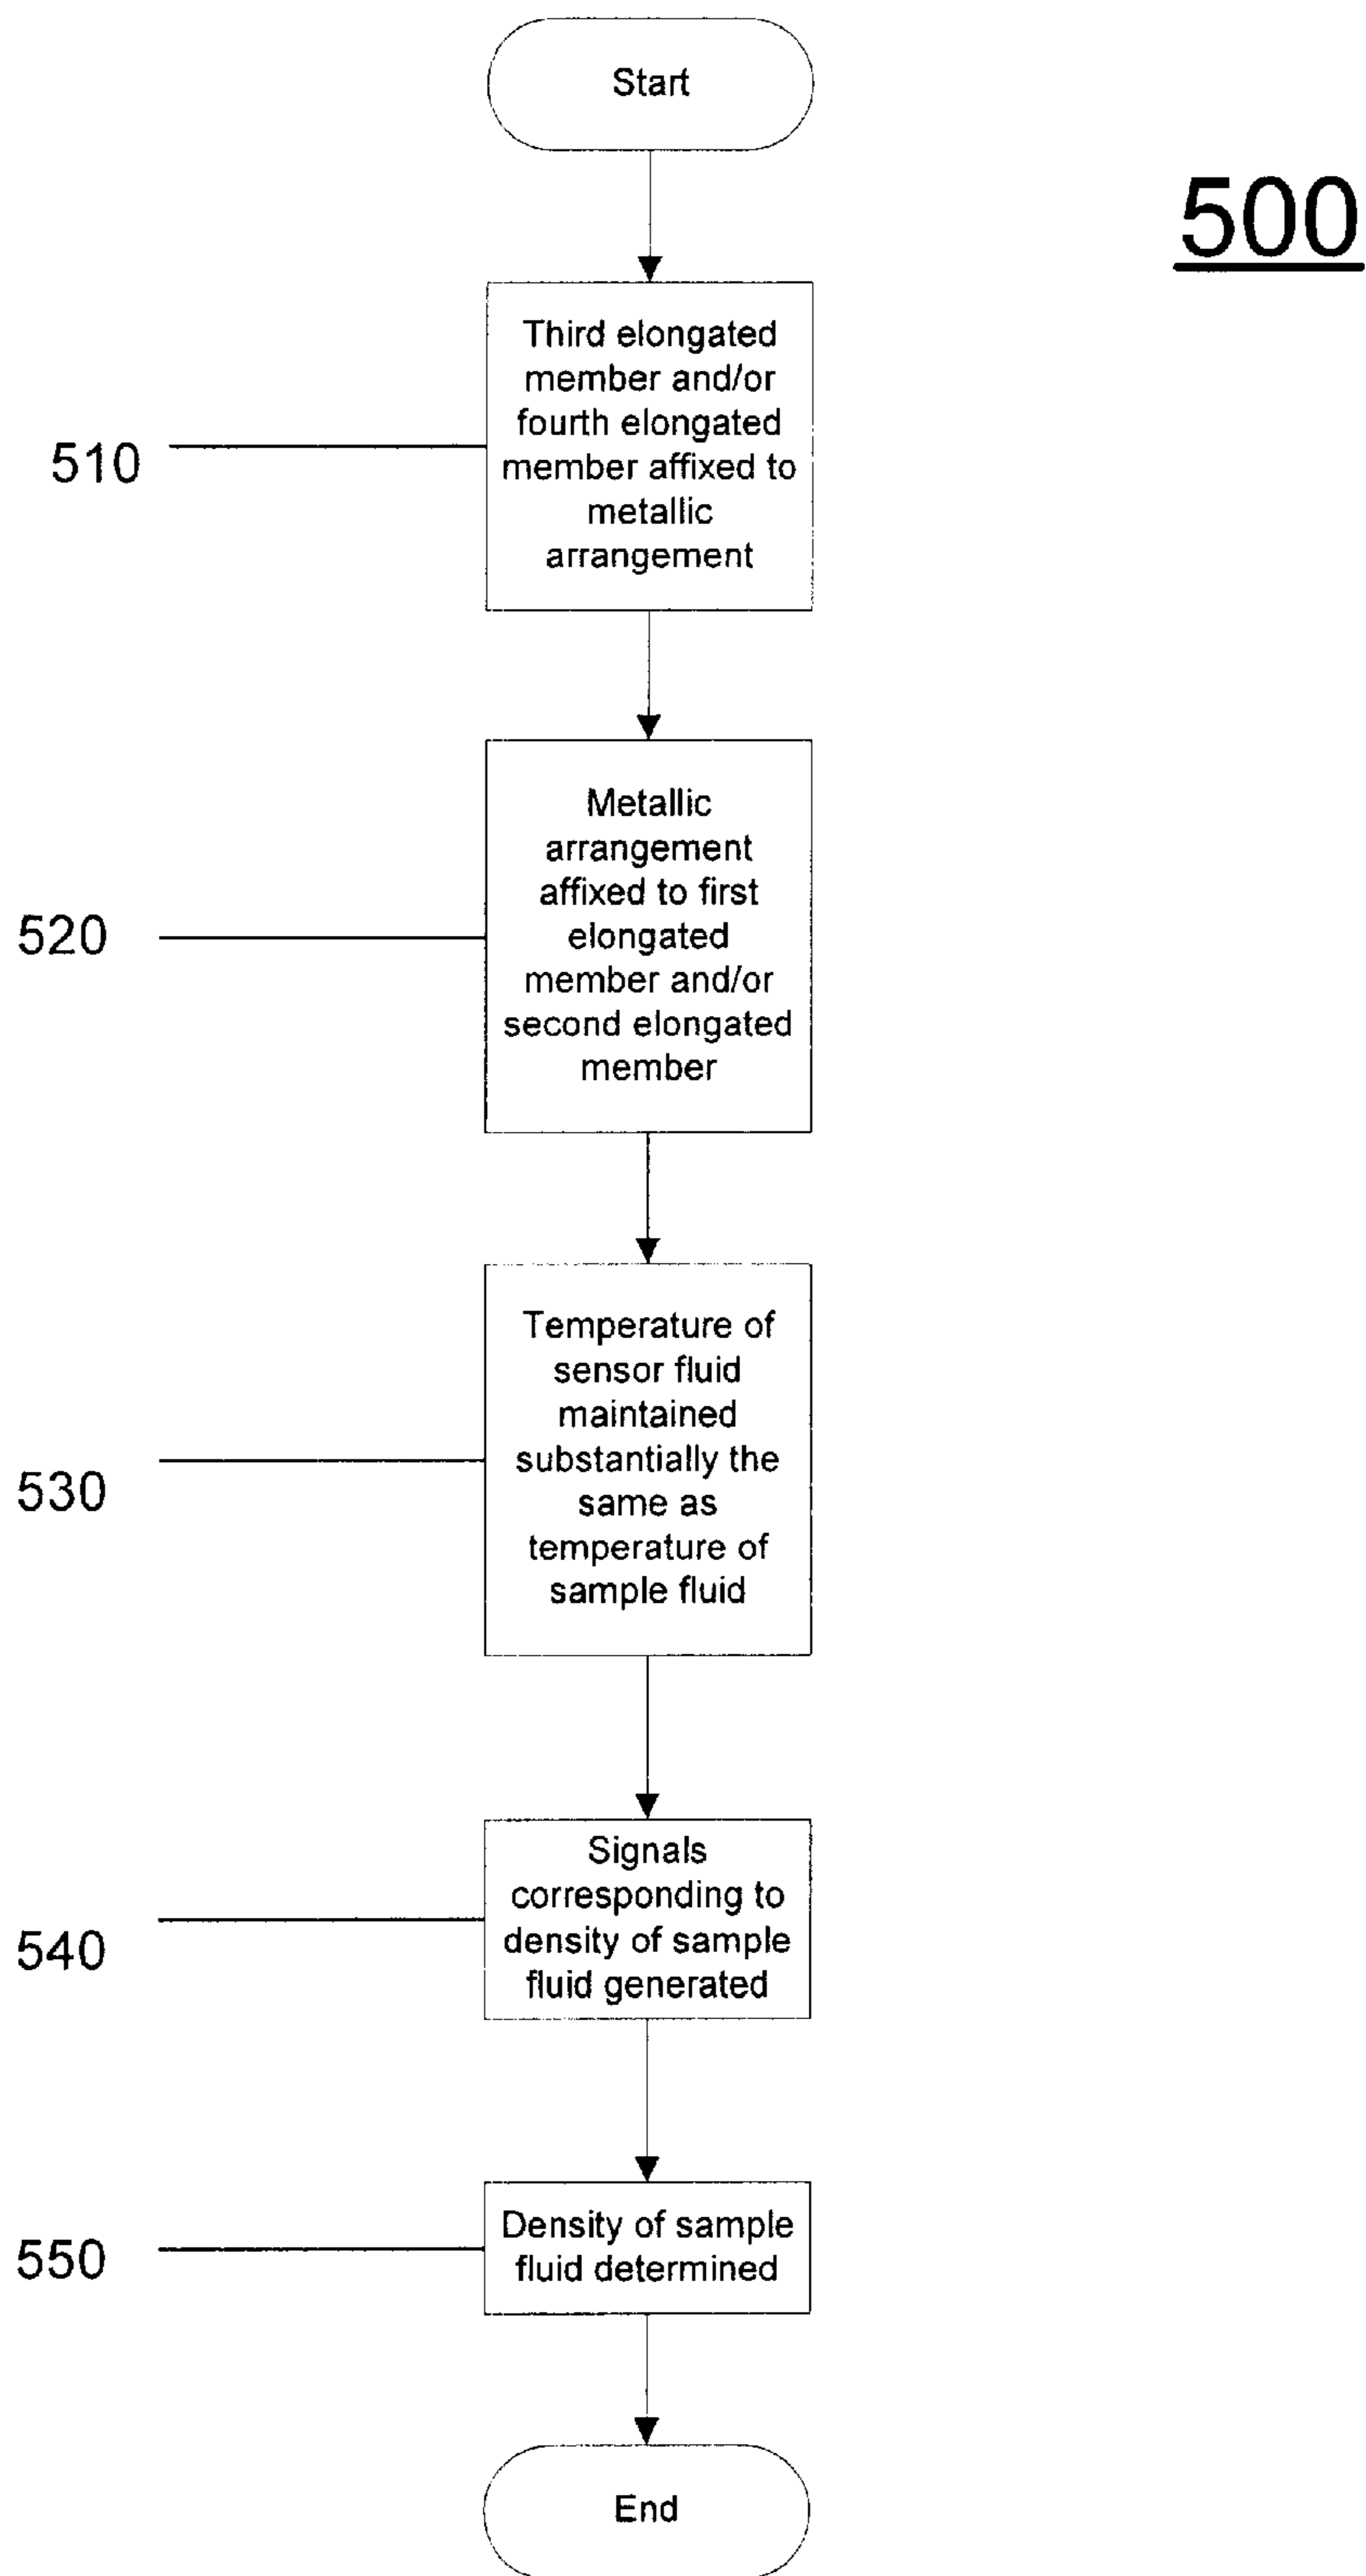 Start
500
Third elongated
member and/or
fourth elongated
member affixed to
metallic
arrangement
510
Metallic
arrangement
affixed to first
elongated
member and/or
second elongated
member
520
Temperature of
sensor fluid
maintained
substantially the
same as
temperature of
sample fluid
530
Signals
corresponding to
density of sample
fluid generated
540
Density of sample
fluid determined
550
End